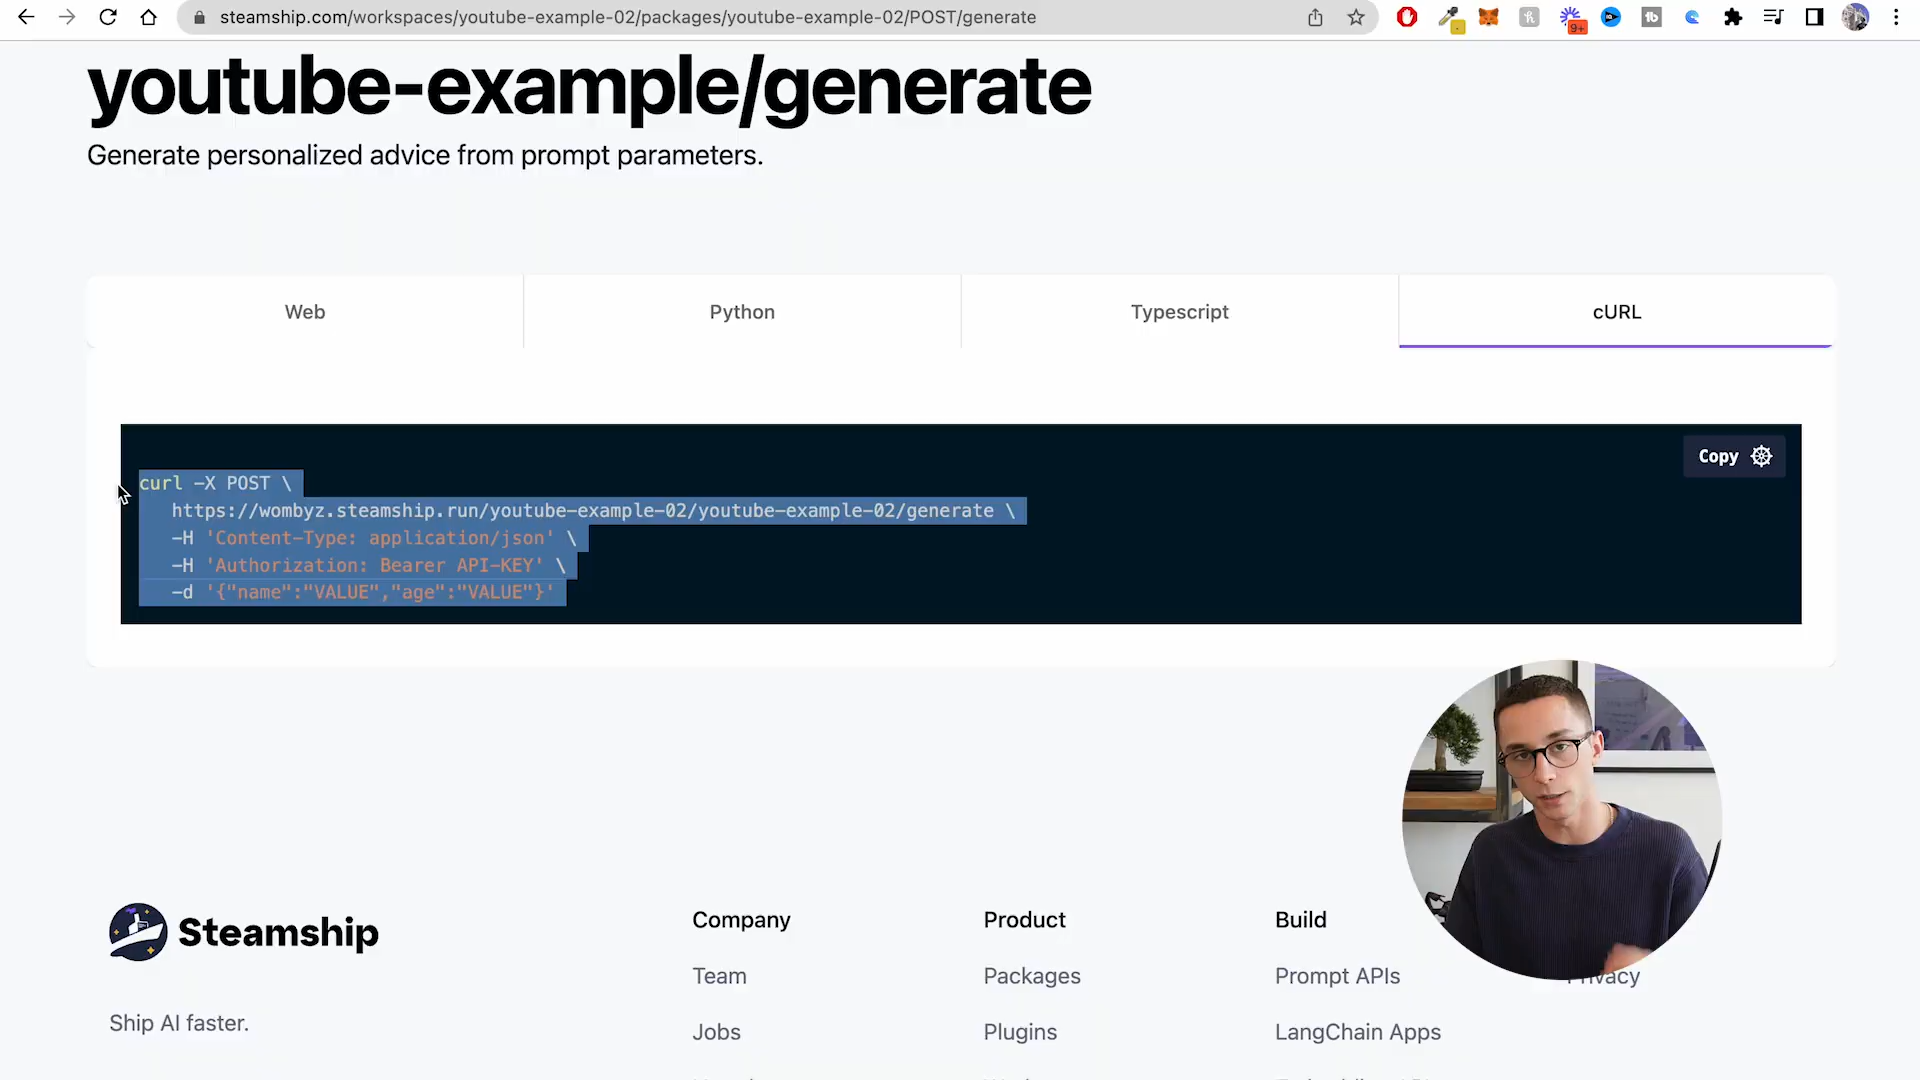 steamship.com/workspaces/youtube-example-02/packages/youtube-example-02/POST/generate
9+
youtube-example/generate
Generate personalized advice from prompt parameters.
Web
Python
Typescript
cURL
Copy
curl -X POST \
https://wombyz.steamship.run/youtube-example-02/youtube-example-02/generate \
-H 'Content-Type: application/json' \
-H 'Authorization: Bearer API-KEY' \
-d '{"name":"VALUE","age":"VALUE"}'
Steamship
Ship AI faster.
Company
Team
Jobs
Product
Packages
Plugins
Build
Prompt APIs
LangChain Apps
Privacy